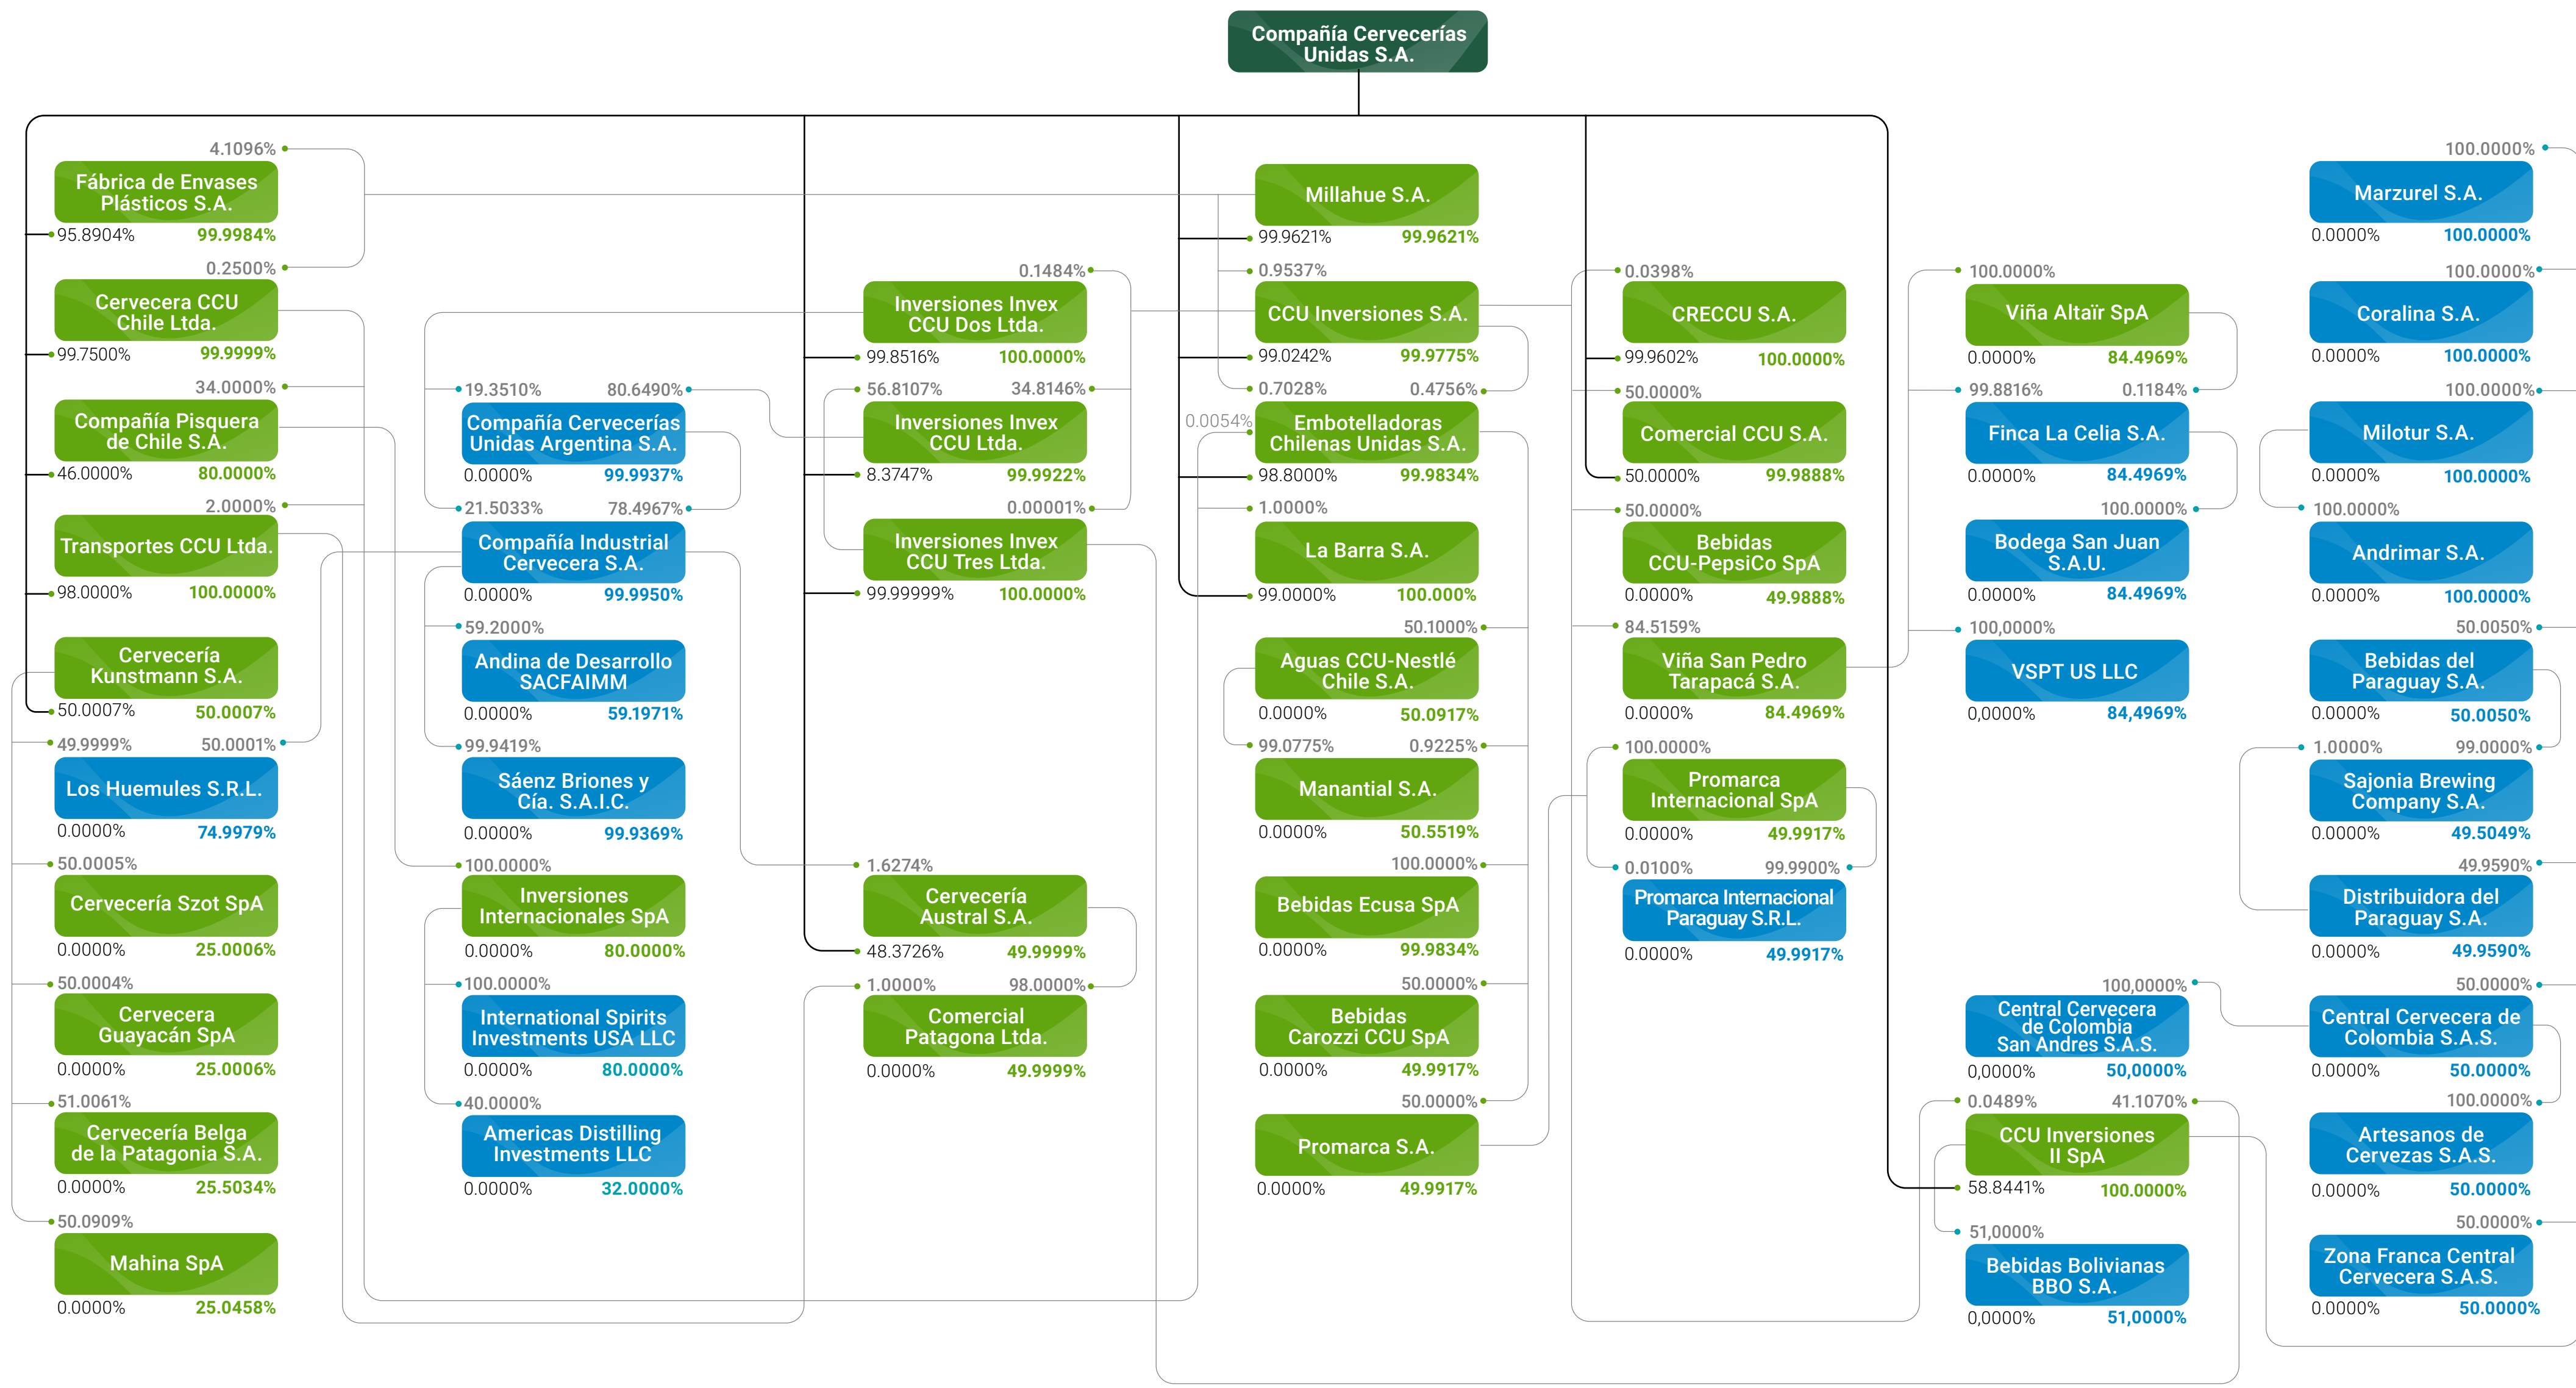 Compañía Cervecerías
Unidas S.A.
4.1096%
Fábrica de Envases
Plásticos S.A.
95.8904% 99.9984%
0.2500%
Cervecera CCU
Chile Ltda.
99.7500% 99.9999%
34.0000%
Compañía Pisquera
de Chile S.A.
46.0000% 80.0000%
2.0000%
Transportes CCU Ltda.
98.0000% 100.0000%
Cervecería
Kunstmann S.A.
50.0007% 50.0007%
49.9999% 50.0001%
Los Huemules S.R.L.
0.0000% 74.9979%
50.0005%
Cervecería Szot SpA
0.0000% 25.0006%
50.0004%
Cervecera
Guayacán SpA
0.0000% 25.0006%
51.0061%
Cervecería Belga
de la Patagonia S.A.
0.0000% 25.5034%
50.0909%
Mahina SpA
0.0000% 25.0458%
19.3510% 80.6490%
Compañía Cervecerías
Unidas Argentina S.A.
0.0000% 99.9937%
21.5033% 78.4967%
Compañía Industrial
Cervecera S.A.
0.0000% 99.9950%
59.2000%
Andina de Desarrollo
SACFAIMM
0.0000% 59.1971%
99.9419%
Sáenz Briones y
Cía. S.A.I.C.
0.0000% 99.9369%
100.0000%
Inversiones
Internacionales SpA
0.0000% 80.0000%
100.0000%
International Spirits
Investments USA LLC
0.0000% 80.0000%
40.0000%
Americas Distilling
Investments LLC
0.0000% 32.0000%
0.1484%
Inversiones Invex
CCU Dos Ltda.
99.8516% 100.0000%
56.8107% 34.8146%
Inversiones Invex
CCU Ltda.
8.3747% 99.9922%
0.00001%
Inversiones Invex
CCU Tres Ltda.
99.99999% 100.0000%
1.6274%
Cervecería
Austral S.A.
48.3726% 49.9999%
1.0000% 98.0000%
Comercial
Patagona Ltda.
0.0000% 49.9999%
Millahue S.A.
99.9621% 99.9621%
0.9537%
CCU Inversiones S.A.
99.0242% 99.9775%
0.7028% 0.4756%
0.0054%
Embotelladoras
Chilenas Unidas S.A.
98.8000% 99.9834%
1.0000%
La Barra S.A.
99.0000% 100.000%
50.1000%
Aguas CCU-Nestlé
Chile S.A.
0.0000% 50.0917%
99.0775% 0.9225%
Manantial S.A.
0.0000% 50.5519%
100.0000%
Bebidas Ecusa SpA
0.0000% 99.9834%
50.0000%
Bebidas
Carozzi CCU SpA
0.0000% 49.9917%
50.0000%
Promarca S.A.
0.0000% 49.9917%
0.0398%
CRECCU S.A.
99.9602% 100.0000%
50.0000%
Comercial CCU S.A.
50.0000% 99.9888%
50.0000%
Bebidas
CCU-PepsiCo SpA
0.0000% 49.9888%
84.5159%
Viña San Pedro
Tarapacá S.A.
0.0000% 84.4969%
100.0000%
Promarca
Internacional SpA
0.0000% 49.9917%
0.0100% 99.9900%
Promarca Internacional
Paraguay S.R.L.
0.0000% 49.9917%
100.0000%
Viña Altaïr SpA
0.0000% 84.4969%
99.8816% 0.1184%
Finca La Celia S.A.
0.0000% 84.4969%
100.0000%
Bodega San Juan
S.A.U.
0.0000% 84.4969%
100,0000%
VSPT US LLC
0,0000% 84,4969%
100,0000%
Central Cervecera
de Colombia
San Andres S.A.S.
0,0000% 50,0000%
0.0489% 41.1070%
CCU Inversiones
II SpA
58.8441% 100.0000%
51,0000%
Bebidas Bolivianas
BBO S.A.
0,0000% 51,0000%
100.0000%
Marzurel S.A.
0.0000% 100.0000%
100.0000%
Coralina S.A.
0.0000% 100.0000%
100.0000%
Milotur S.A.
0.0000% 100.0000%
100.0000%
Andrimar S.A.
0.0000% 100.0000%
50.0050%
Bebidas del
Paraguay S.A.
0.0000% 50.0050%
1.0000% 99.0000%
Sajonia Brewing
Company S.A.
0.0000% 49.5049%
49.9590%
Distribuidora del
Paraguay S.A.
0.0000% 49.9590%
50.0000%
Central Cervecera de
Colombia S.A.S.
0.0000% 50.0000%
100.0000%
Artesanos de
Cervezas S.A.S.
0.0000% 50.0000%
50.0000%
Zona Franca Central
Cervecera S.A.S.
0.0000% 50.0000%